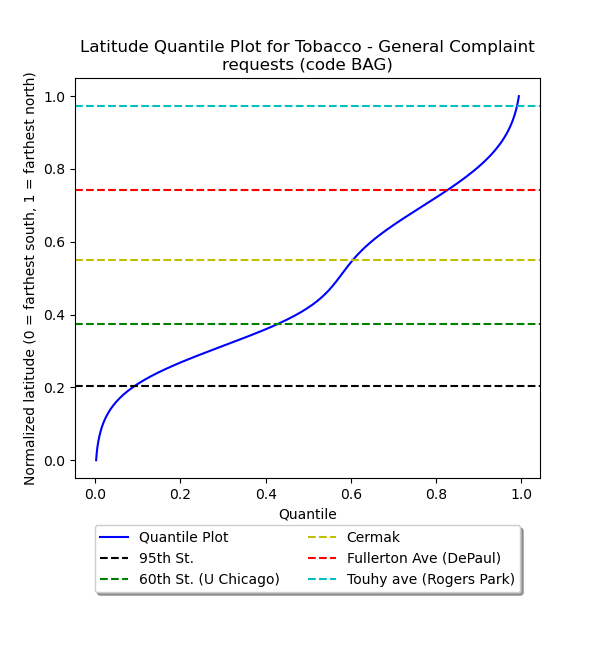 Latitude Quantile Plot for Tobacco - General Complaint
requests (code BAG)
Normalized latitude (0 = farthest south, 1 = farthest north)
1.0
0.8
0.6
0.4
0.2
0.0
0.0 0.2 0.4 0.6 0.8 1.0
Quantile
Quantile Plot
95th St.
60th St. (U Chicago)
Cermak
Fullerton Ave (DePaul)
Touhy ave (Rogers Park)